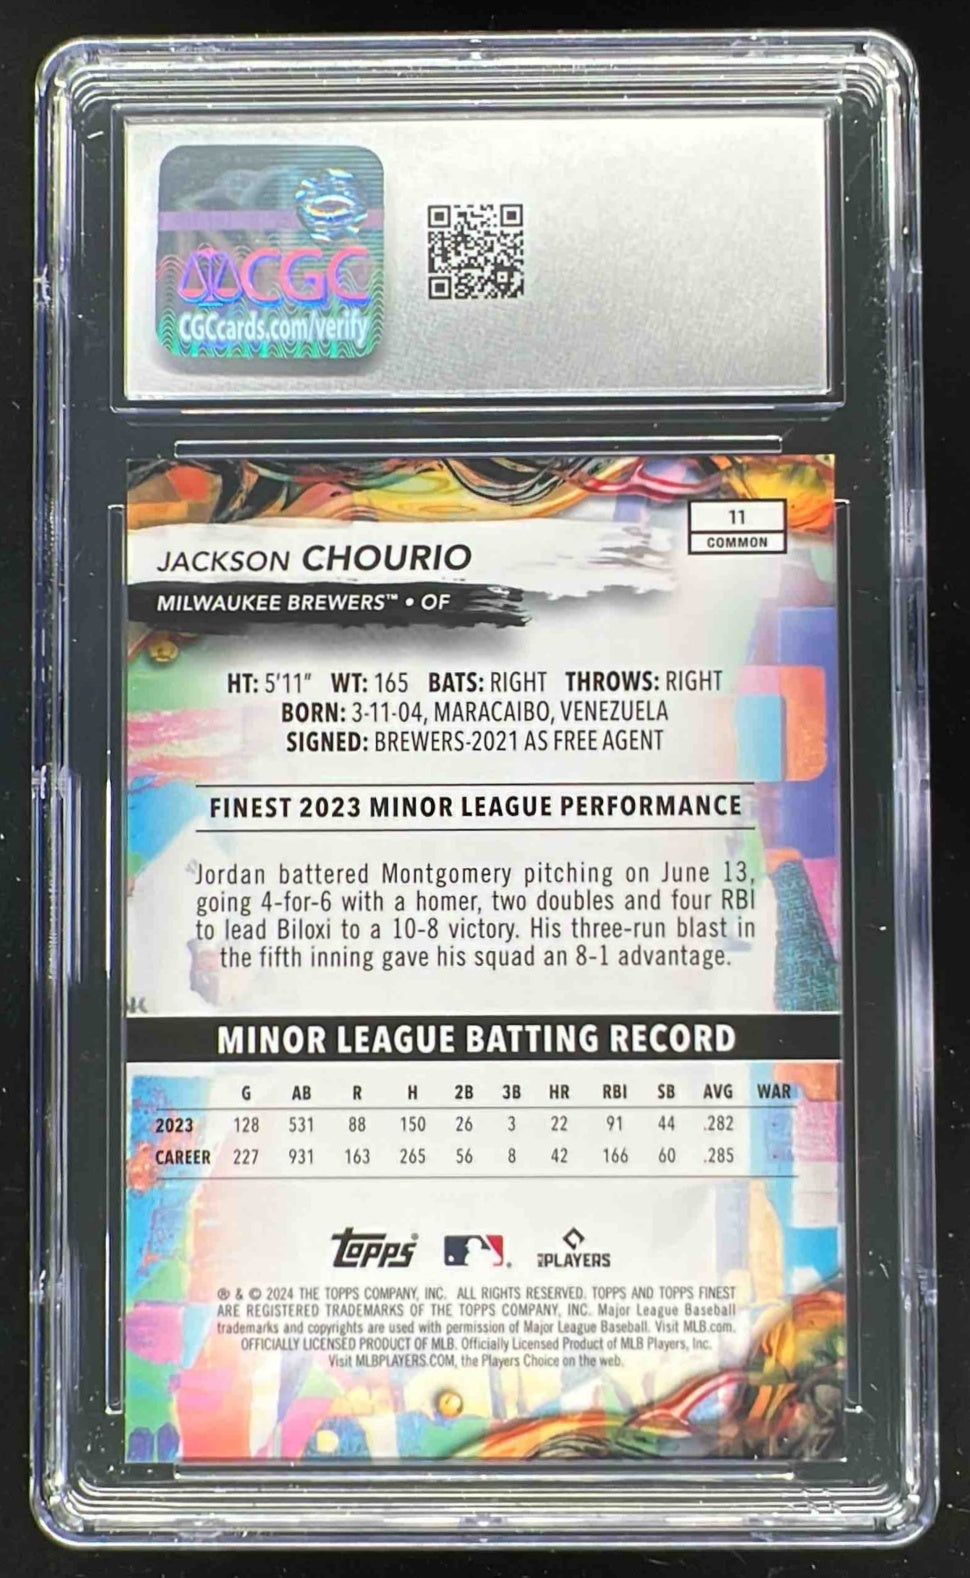 CGC
CGCcards.com/verify
11
COMMON
JACKSON CHOURIO
MILWAUKEE BREWERS™ • OF
HT: 5'11" WT: 165 BATS: RIGHT THROWS: RIGHT
BORN: 3-11-04, MARACAIBO, VENEZUELA
SIGNED: BREWERS-2021 AS FREE AGENT
FINEST 2023 MINOR LEAGUE PERFORMANCE
Jordan battered Montgomery pitching on June 13,
going 4-for-6 with a homer, two doubles and four RBI
to lead Biloxi to a 10-8 victory. His three-run blast in
the fifth inning gave his squad an 8-1 advantage.
MINOR LEAGUE BATTING RECORD
G AB R H 2B 3B HR RBI SB AVG WAR
2023 128 531 88 150 26 3 22 91 44 .282
CAREER 227 931 163 265 56 8 42 166 60 .285
Topps® MLB PLAYERS
® & © 2024 THE TOPPS COMPANY, INC. ALL RIGHTS RESERVED. TOPPS AND TOPPS FINEST
ARE REGISTERED TRADEMARKS OF THE TOPPS COMPANY, INC. Major League Baseball
trademarks and copyrights are used with permission of Major League Baseball. Visit MLB.com.
OFFICIALLY LICENSED PRODUCT OF MLB. Officially Licensed Product of MLB Players, Inc.
Visit MLBPLAYERS.COM, the Players Choice on the web.